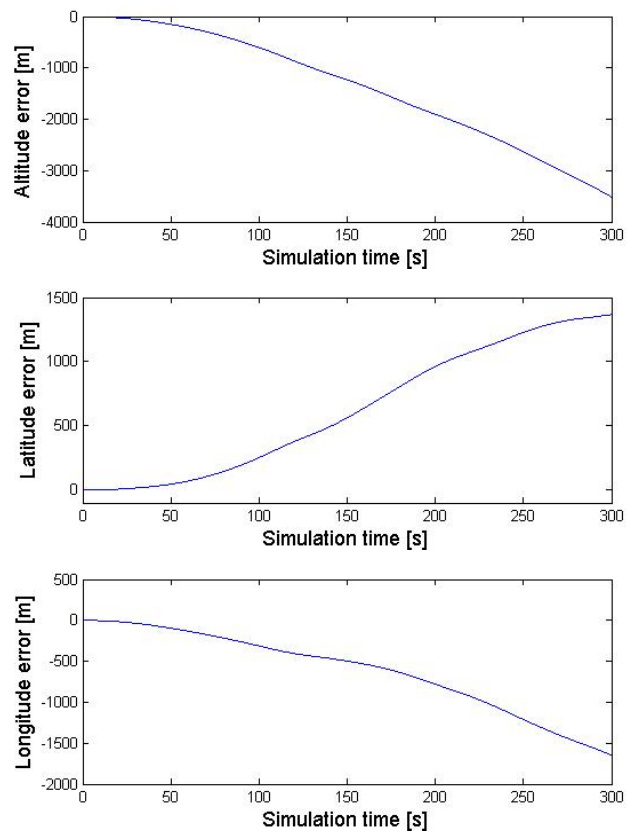 0
-1000
-2000
-3000
-4000
Altitude error [m]
0 50 100 150 200 250 300
Simulation time [s]
1500
1000
500
0
Latitude error [m]
0 50 100 150 200 250 300
Simulation time [s]
500
0
-500
-1000
-1500
-2000
Longitude error [m]
0 50 100 150 200 250 300
Simulation time [s]